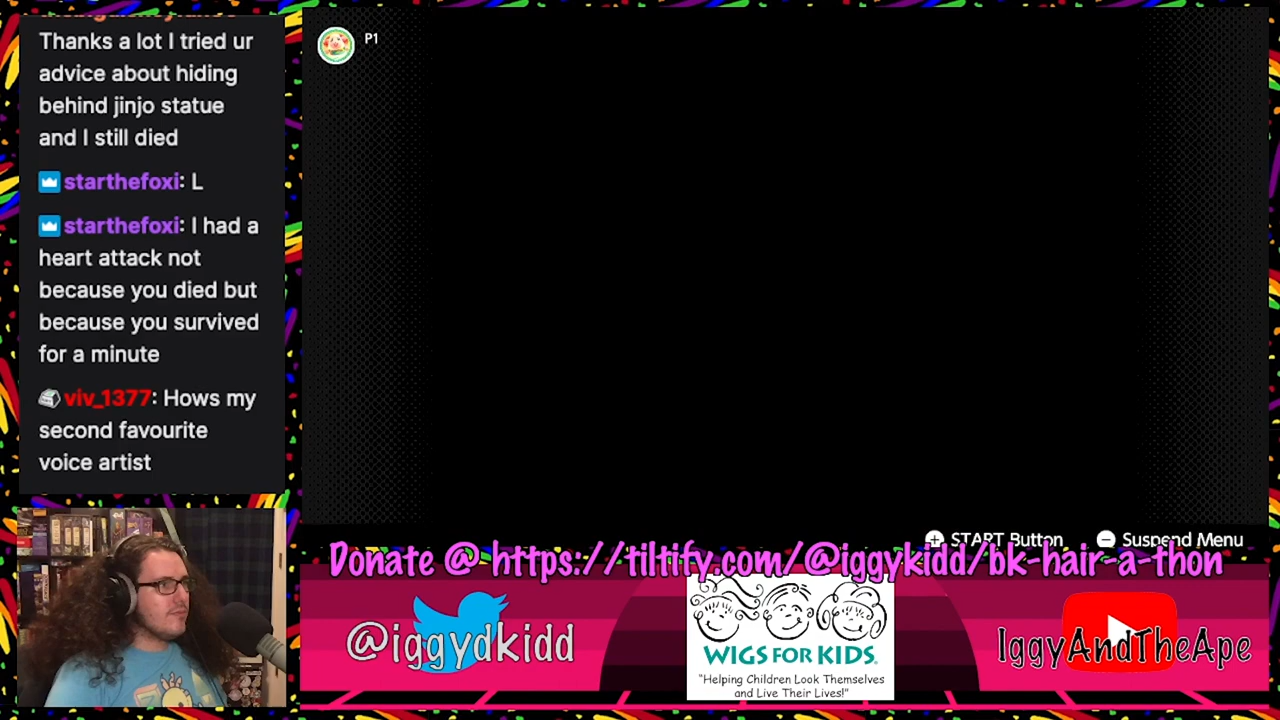 Thanks a lot I tried ur
advice about hiding
behind jinjo statue
and I still died
starthefoxi: L
starthefoxi: I had a
heart attack not
because you died but
because you survived
for a minute
viv_1377: Hows my
second favourite
voice artist
P1
START Button
Suspend Menu
Donate @ https://tiltify.com/@iggykidd/bk-hair-a-thon
@iggydkidd
WIGS FOR KIDS.
"Helping Children Look Themselves
and Live Their Lives!"
IggyAndTheApe